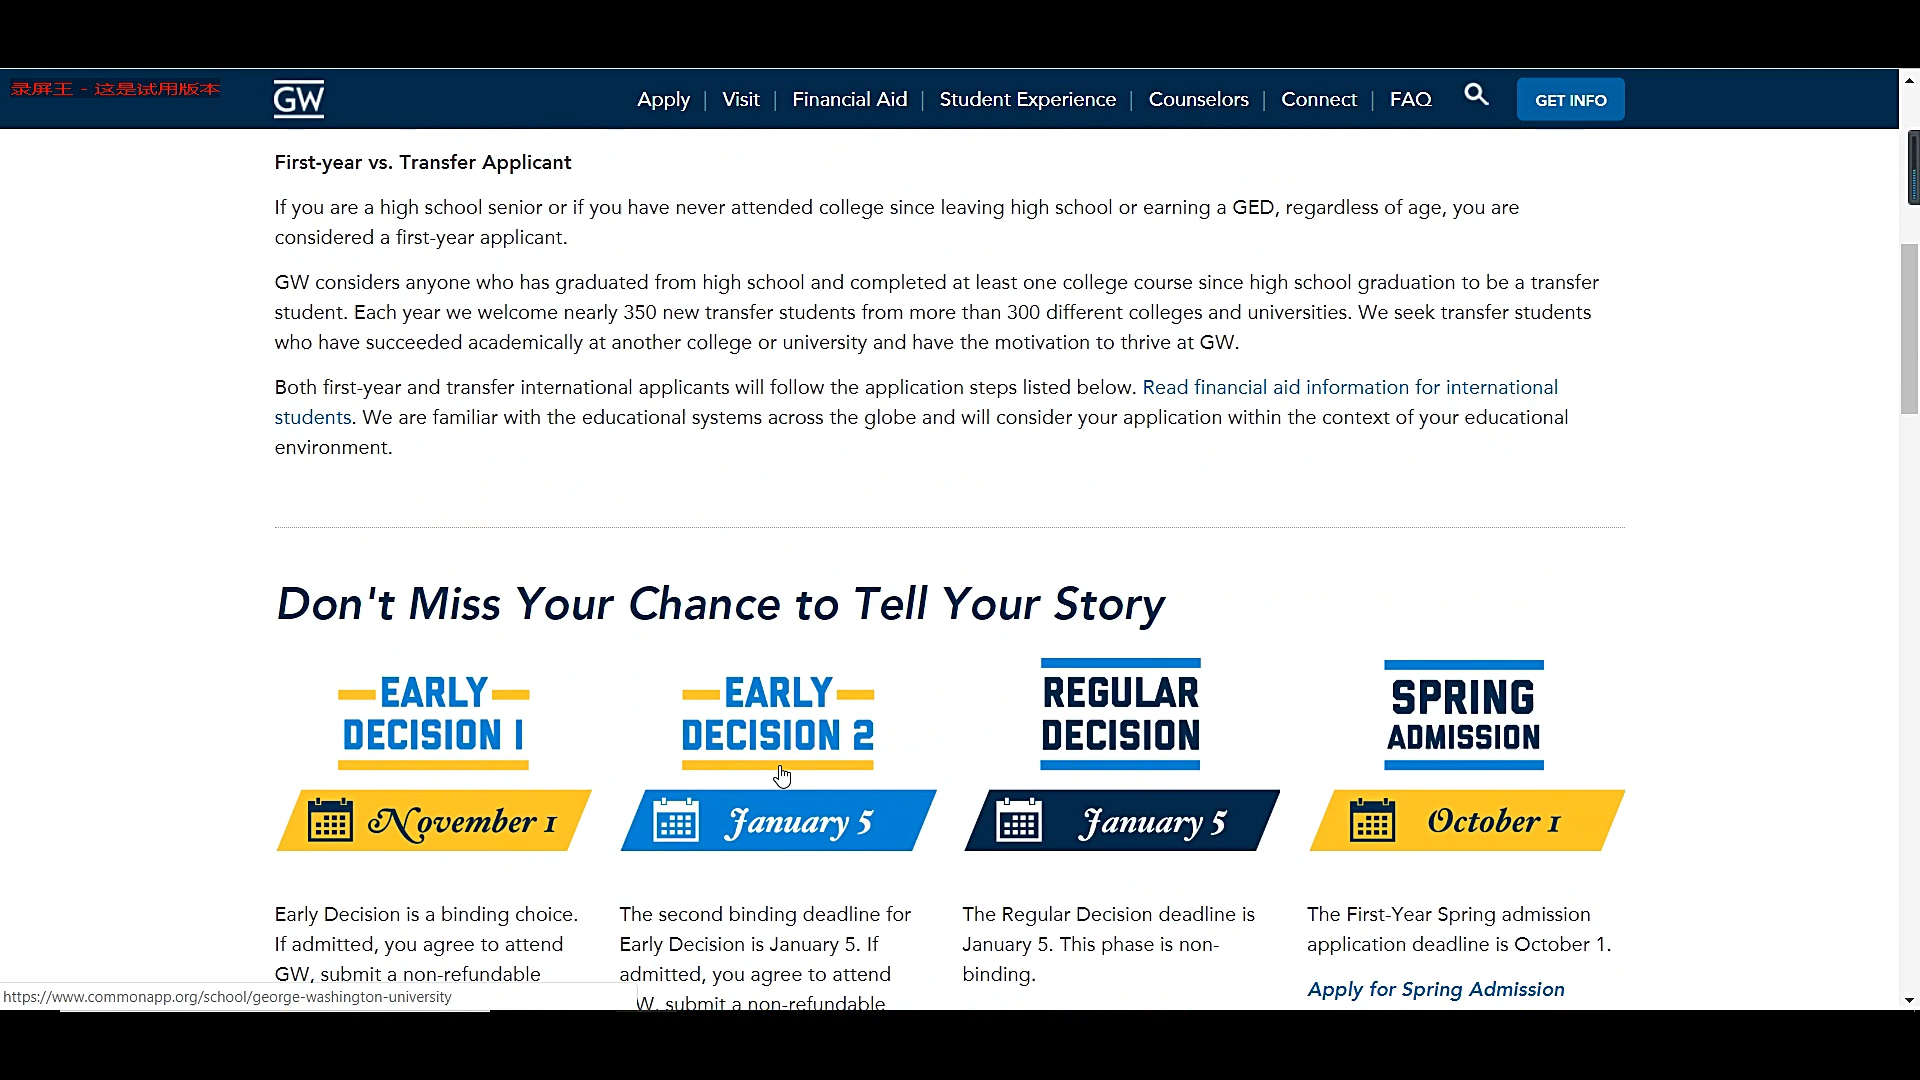 录屏王 - 这是试用版本
GW
Apply | Visit | Financial Aid | Student Experience | Counselors | Connect | FAQ
GET INFO
First-year vs. Transfer Applicant
If you are a high school senior or if you have never attended college since leaving high school or earning a GED, regardless of age, you are
considered a first-year applicant.
GW considers anyone who has graduated from high school and completed at least one college course since high school graduation to be a transfer
student. Each year we welcome nearly 350 new transfer students from more than 300 different colleges and universities. We seek transfer students
who have succeeded academically at another college or university and have the motivation to thrive at GW.
Both first-year and transfer international applicants will follow the application steps listed below. Read financial aid information for international
students. We are familiar with the educational systems across the globe and will consider your application within the context of your educational
environment.
Don't Miss Your Chance to Tell Your Story
EARLY
DECISION 1
November 1
Early Decision is a binding choice.
If admitted, you agree to attend
GW, submit a non-refundable
EARLY
DECISION 2
January 5
The second binding deadline for
Early Decision is January 5. If
admitted, you agree to attend
GW, submit a non-refundable
REGULAR
DECISION
January 5
The Regular Decision deadline is
January 5. This phase is non-
binding.
SPRING
ADMISSION
October 1
The First-Year Spring admission
application deadline is October 1.
Apply for Spring Admission
https://www.commonapp.org/school/george-washington-university